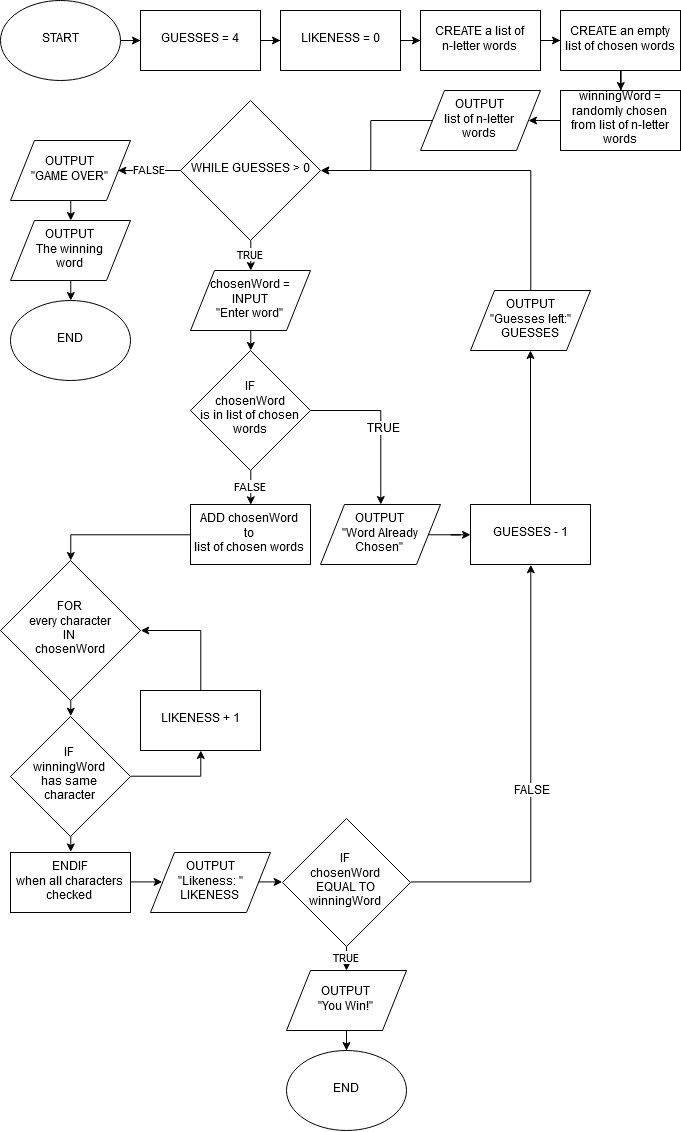 START
GUESSES = 4
LIKENESS = 0
CREATE a list of
n-letter words
CREATE an empty
list of chosen words
winningWord =
randomly chosen
from list of n-letter
words
OUTPUT
list of n-letter
words
WHILE GUESSES > 0
FALSE
OUTPUT
"GAME OVER"
OUTPUT
The winning
word
END
TRUE
chosenWord =
INPUT
"Enter word"
OUTPUT
"Guesses left:"
GUESSES
IF
chosenWord
is in list of chosen
words
TRUE
FALSE
ADD chosenWord
to
list of chosen words
OUTPUT
"Word Already
Chosen"
GUESSES - 1
FOR
every character
IN
chosenWord
LIKENESS + 1
IF
winningWord
has same
character
FALSE
ENDIF
when all characters
checked
OUTPUT
"Likeness: "
LIKENESS
IF
chosenWord
EQUAL TO
winningWord
TRUE
OUTPUT
"You Win!"
END